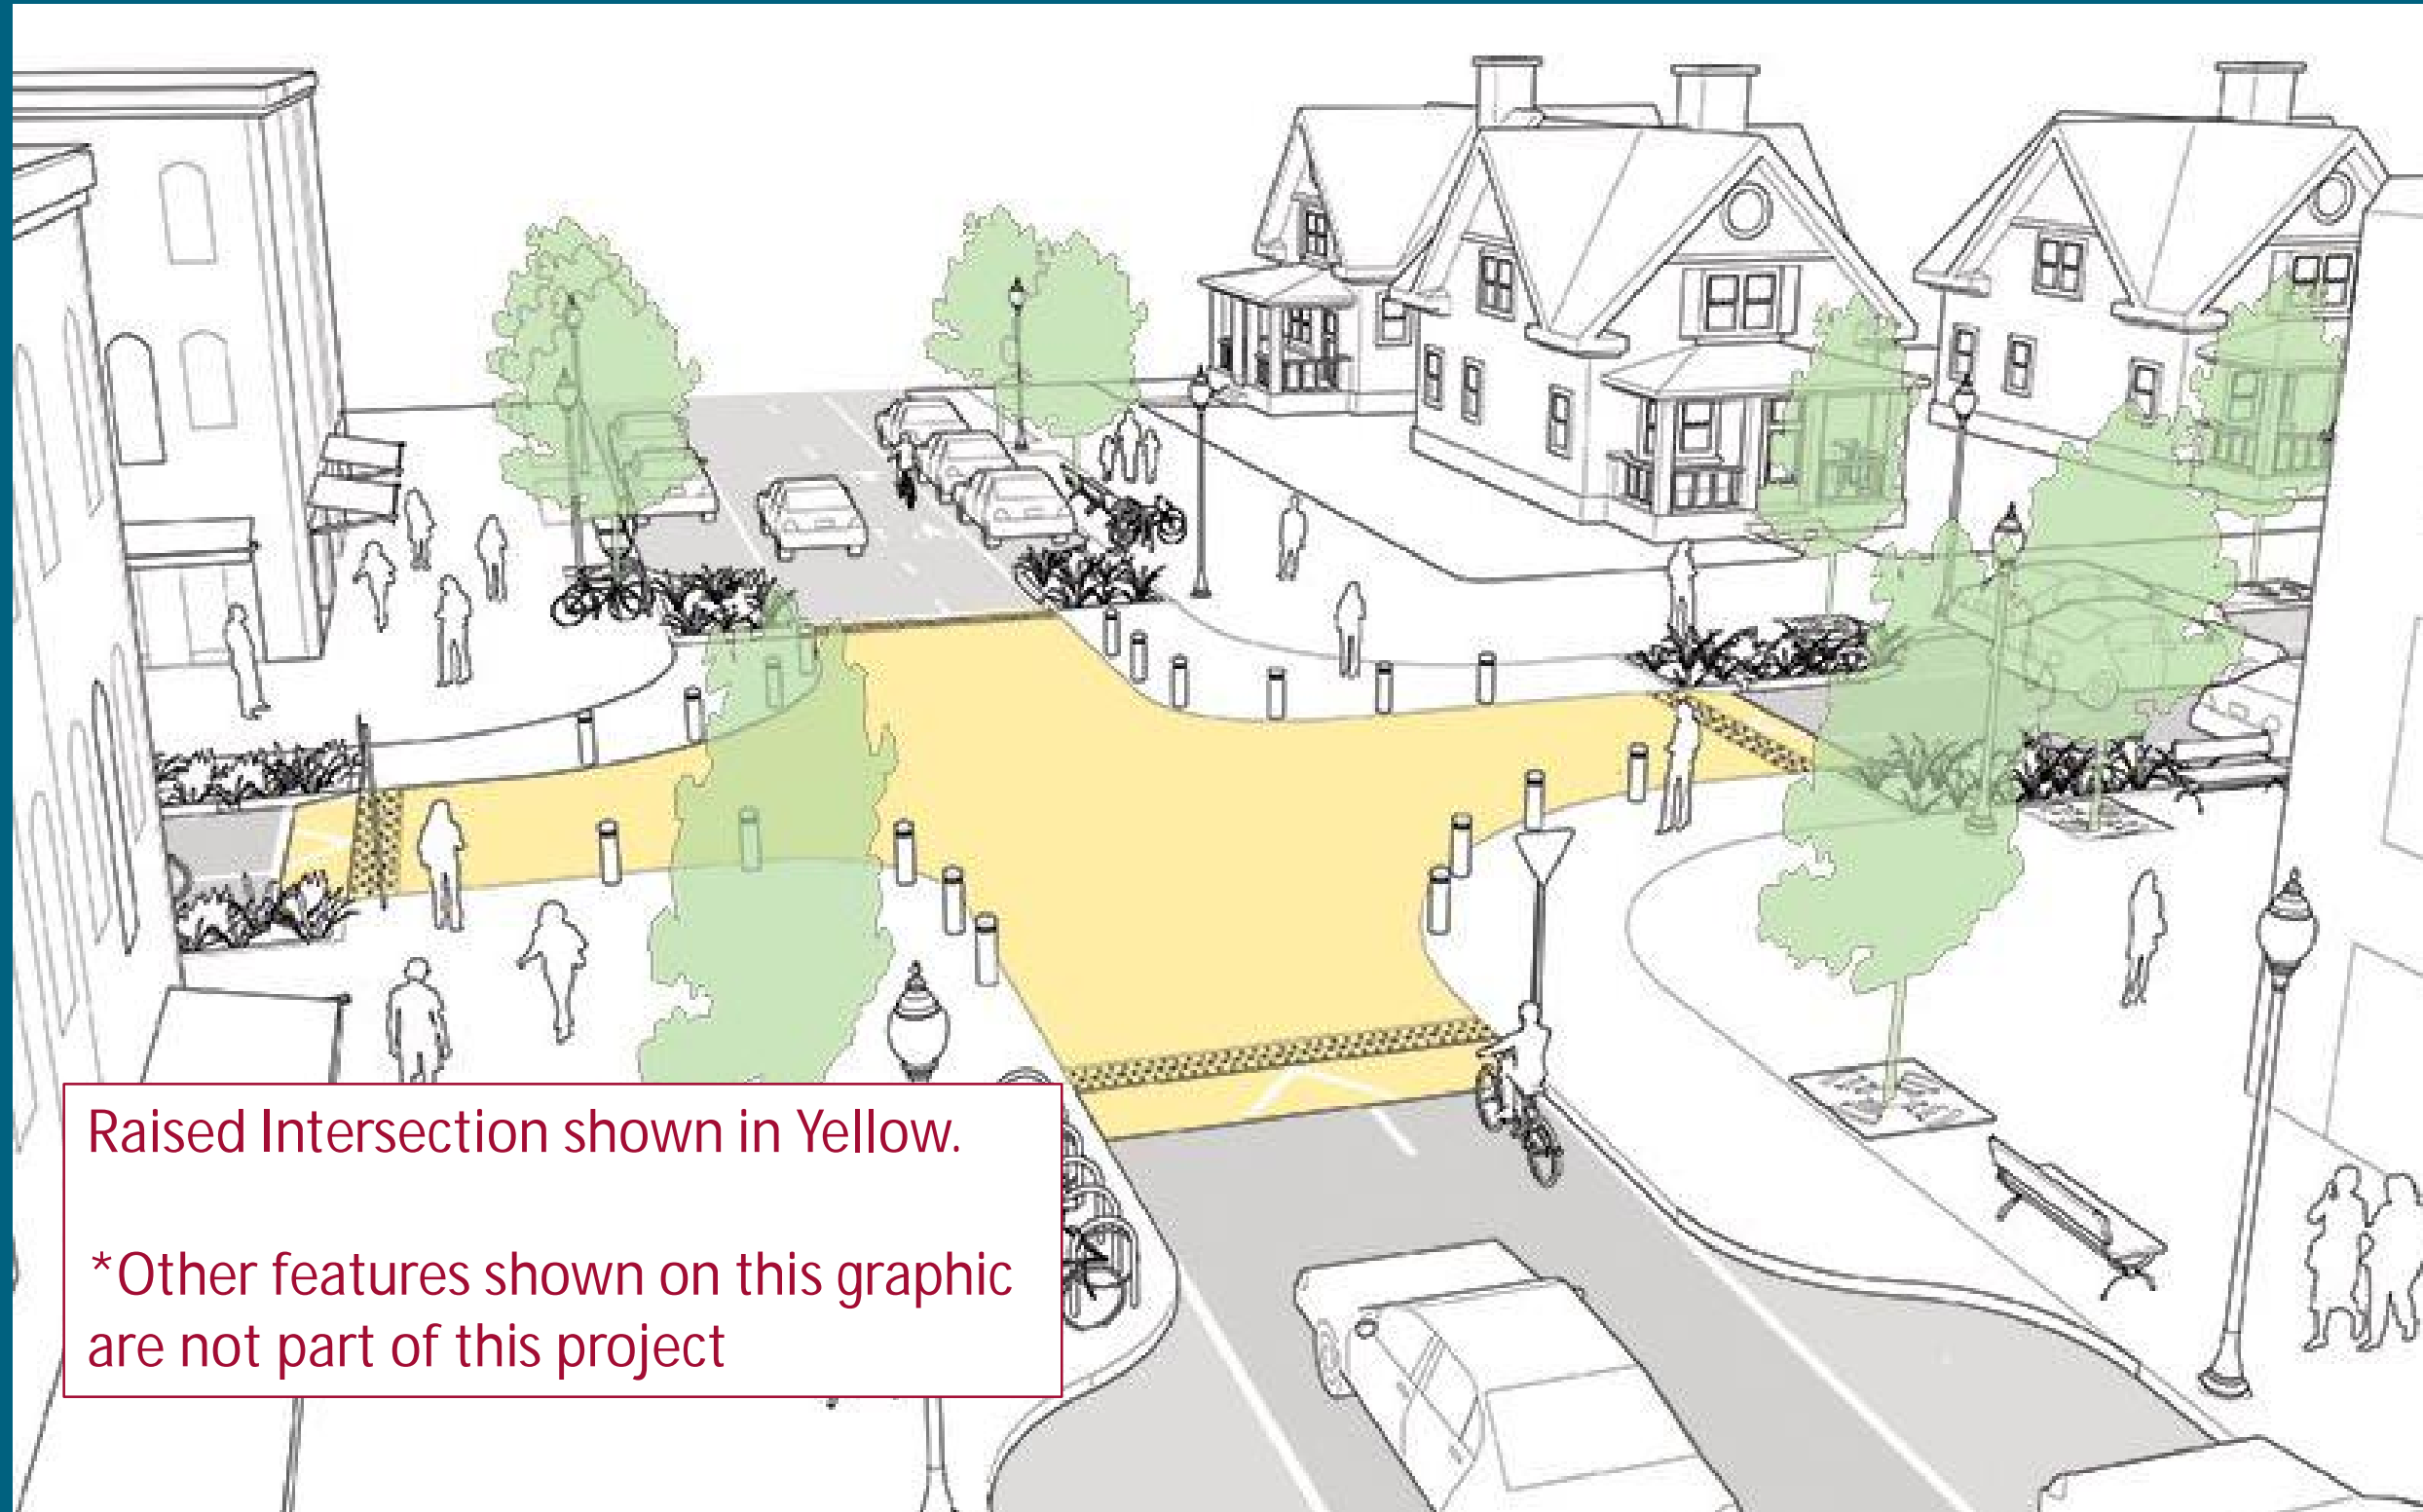 Raised Intersection shown in Yellow.
*Other features shown on this graphic
are not part of this project